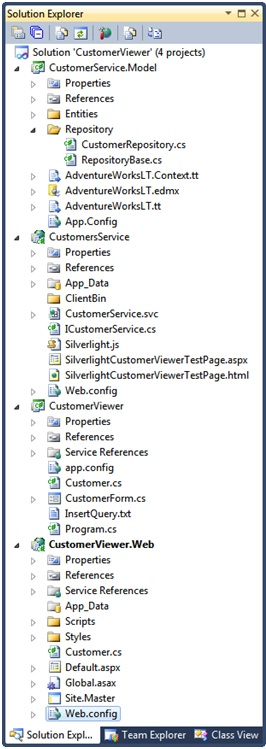 Solution Explorer
Solution 'CustomerViewer' (4 projects)
CustomerService.Model
Properties
References
Entities
Repository
CustomerRepository.cs
RepositoryBase.cs
AdventureWorksLT.Context.tt
AdventureWorksLT.edmx
AdventureWorksLT.tt
App.Config
CustomersService
Properties
References
App_Data
ClientBin
CustomerService.svc
ICustomerService.cs
Silverlight.js
SilverlightCustomerViewerTestPage.aspx
SilverlightCustomerViewerTestPage.html
Web.config
CustomerViewer
Properties
References
Service References
app.config
Customer.cs
CustomerForm.cs
InsertQuery.txt
Program.cs
CustomerViewer.Web
Properties
References
Service References
App_Data
Scripts
Styles
Customer.cs
Default.aspx
Global.asax
Site.Master
Web.config
Solution Expl... Team Explorer Class View